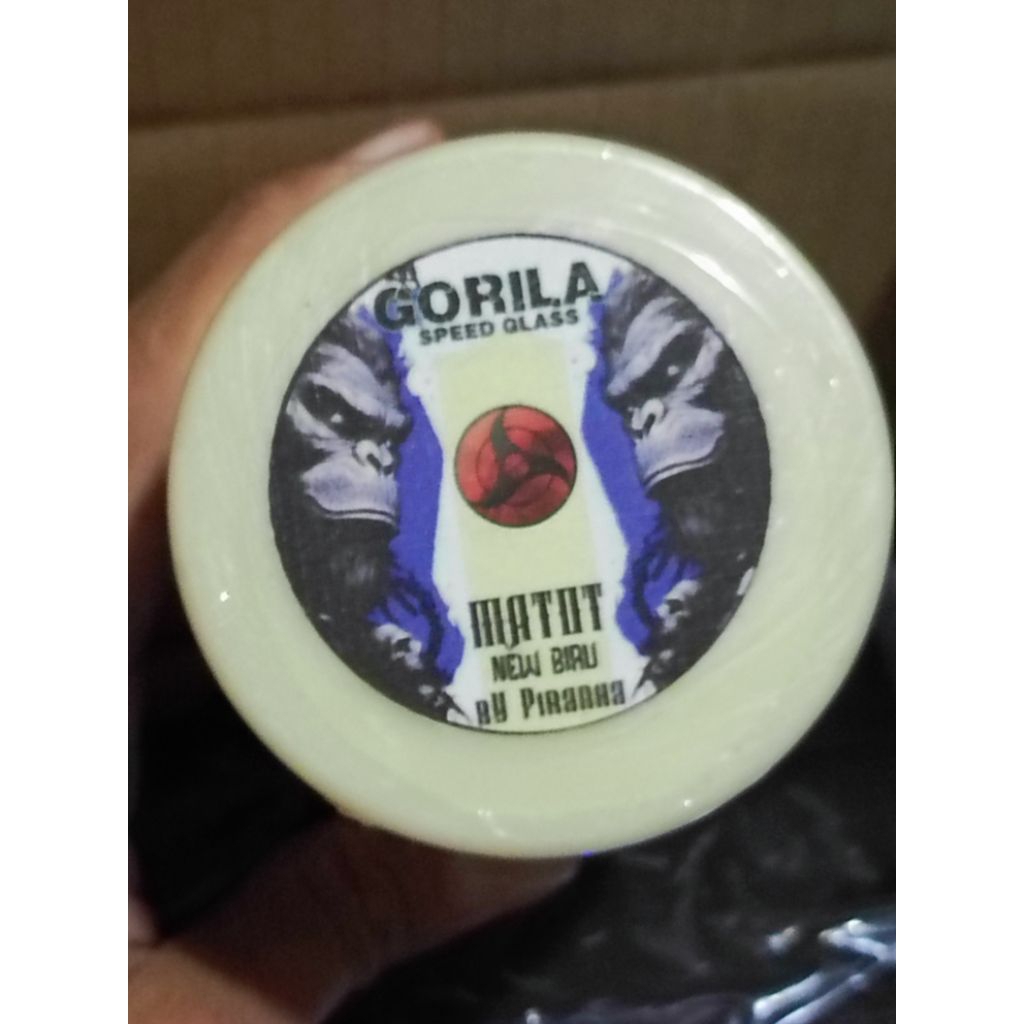 GORILA
SPEED GLASS
MATOT
NEW BIRU
BY PIRANHA